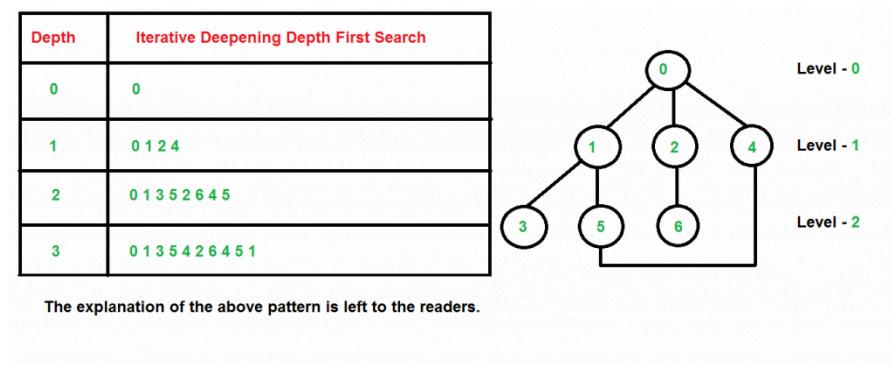 Depth Iterative Deepening Depth First Search
0 0
1 0 1 2 4
2 0 1 3 5 2 6 4 5
3 0 1 3 5 4 2 6 4 5 1
The explanation of the above pattern is left to the readers.
0 Level - 0
1 2 4 Level - 1
3 5 6 Level - 2